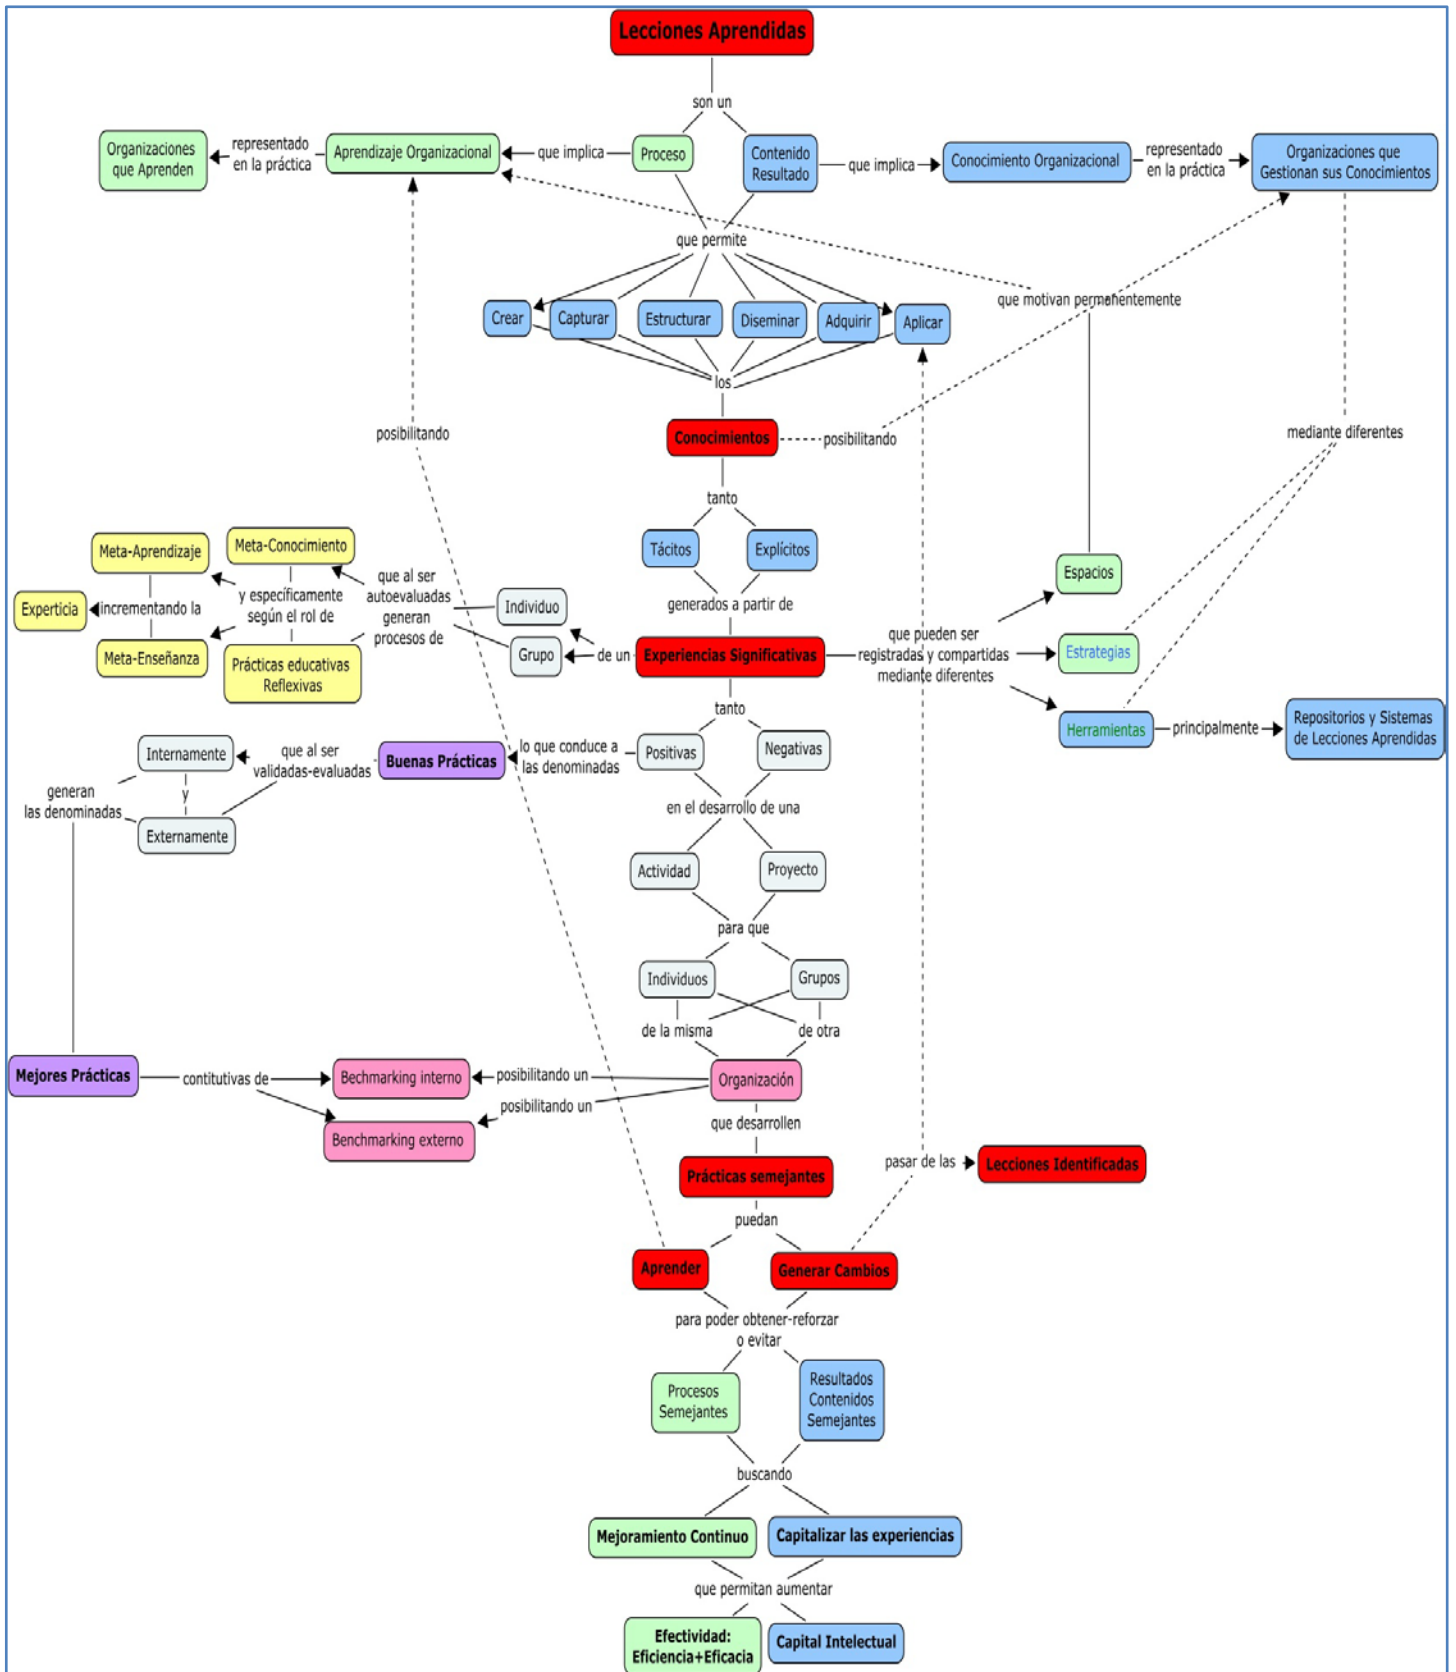 Lecciones Aprendidas
son un
Organizaciones
que Aprenden
representado
en la práctica
Aprendizaje Organizacional
que implica
Proceso
Contenido
Resultado
que implica
Conocimiento Organizacional
representado
en la práctica
Organizaciones que
Gestionan sus Conocimientos
que permite
que motivan permanentemente
Crear
Capturar
Estructurar
Diseminar
Adquirir
Aplicar
los
posibilitando
Conocimientos
posibilitando
mediante diferentes
tanto
Tácitos
Explícitos
generados a partir de
Meta-Aprendizaje
Meta-Conocimiento
Experticia
incrementando la
y específicamente
según el rol de
que al ser
autoevaluadas
generan
procesos de
Individuo
Grupo
Meta-Enseñanza
Prácticas educativas
Reflexivas
de un
Experiencias Significativas
que pueden ser
registradas y compartidas
mediante diferentes
Espacios
Estrategias
Herramientas
principalmente
Repositorios y Sistemas
de Lecciones Aprendidas
tanto
Positivas
Negativas
lo que conduce a
las denominadas
Buenas Prácticas
que al ser
validadas-evaluadas
Internamente
y
Externamente
generan
las denominadas
en el desarrollo de una
Actividad
Proyecto
para que
Individuos
Grupos
de la misma
de otra
Mejores Prácticas
contitutivas de
Bechmarking interno
posibilitando un
Organización
posibilitando un
Benchmarking externo
que desarrollen
Prácticas semejantes
pasar de las
Lecciones Identificadas
puedan
Aprender
Generar Cambios
para poder obtener-reforzar
o evitar
Procesos
Semejantes
Resultados
Contenidos
Semejantes
buscando
Mejoramiento Continuo
Capitalizar las experiencias
que permitan aumentar
Efectividad:
Eficiencia+Eficacia
Capital Intelectual